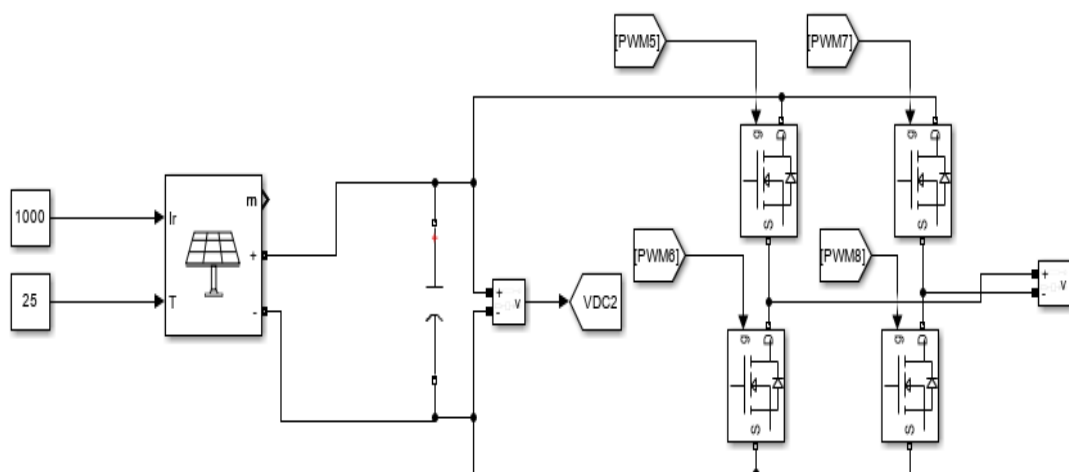 [PWM5]
[PWM7]
g
D
S
g
D
S
1000
Ir
m
+
25
T
-
+
-
v
VDC2
[PWM6]
[PWM8]
+
-
v
g
D
S
g
D
S